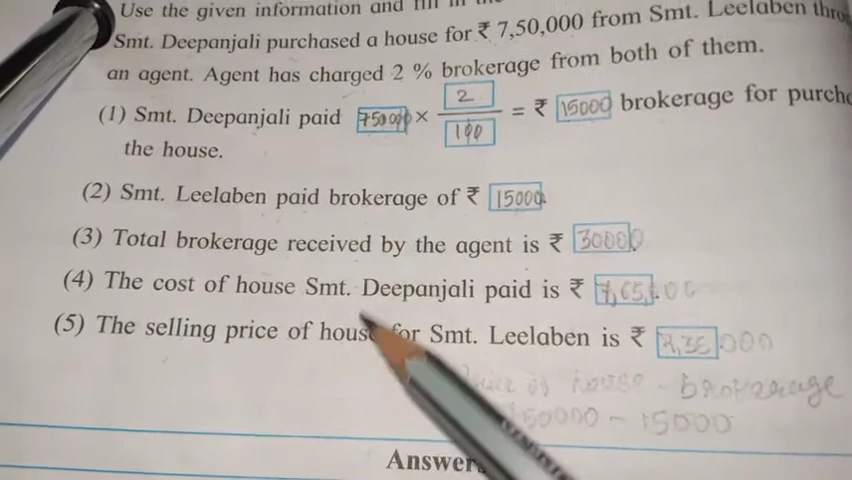 Use the given information and fill in the
Smt. Deepanjali purchased a house for ₹ 7,50,000 from Smt. Leelaben thro
an agent. Agent has charged 2 % brokerage from both of them.
(1) Smt. Deepanjali paid 750000 × 2/100 = ₹ 15000 brokerage for purch
the house.
(2) Smt. Leelaben paid brokerage of ₹ 15000.
(3) Total brokerage received by the agent is ₹ 30000.
(4) The cost of house Smt. Deepanjali paid is ₹ 7,65,000
(5) The selling price of house for Smt. Leelaben is ₹ 7,35,000
Price of house - brokerage
750000 - 15000
Answer